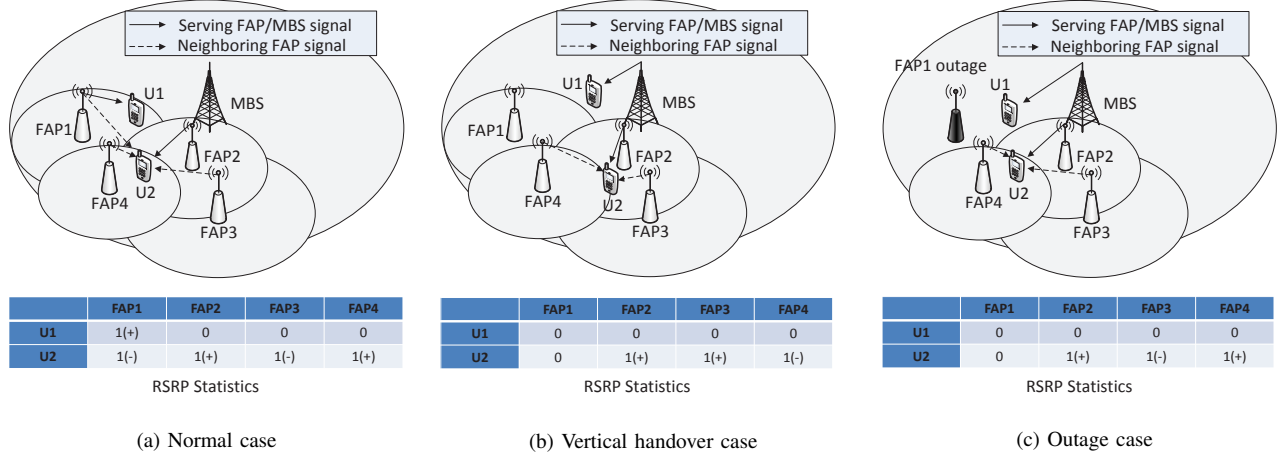 Serving FAP/MBS signal
Neighboring FAP signal
U1
MBS
FAP1
FAP2
U2
FAP4
FAP3
FAP1 FAP2 FAP3 FAP4
U1 1(+) 0 0 0
U2 1(-) 1(+) 1(-) 1(+)
RSRP Statistics
(a) Normal case
Serving FAP/MBS signal
Neighboring FAP signal
U1
MBS
FAP1
FAP2
U2
FAP4
FAP3
FAP1 FAP2 FAP3 FAP4
U1 0 0 0 0
U2 0 1(+) 1(+) 1(-)
RSRP Statistics
(b) Vertical handover case
Serving FAP/MBS signal
Neighboring FAP signal
FAP1 outage
U1
MBS
FAP2
U2
FAP4
FAP3
FAP1 FAP2 FAP3 FAP4
U1 0 0 0 0
U2 0 1(+) 1(-) 1(+)
RSRP Statistics
(c) Outage case